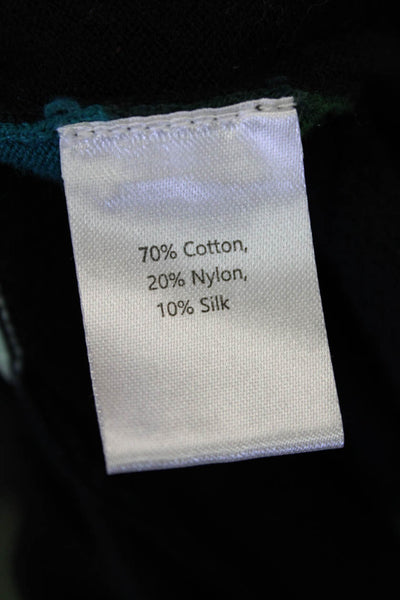 70% Cotton,
20% Nylon,
10% Silk